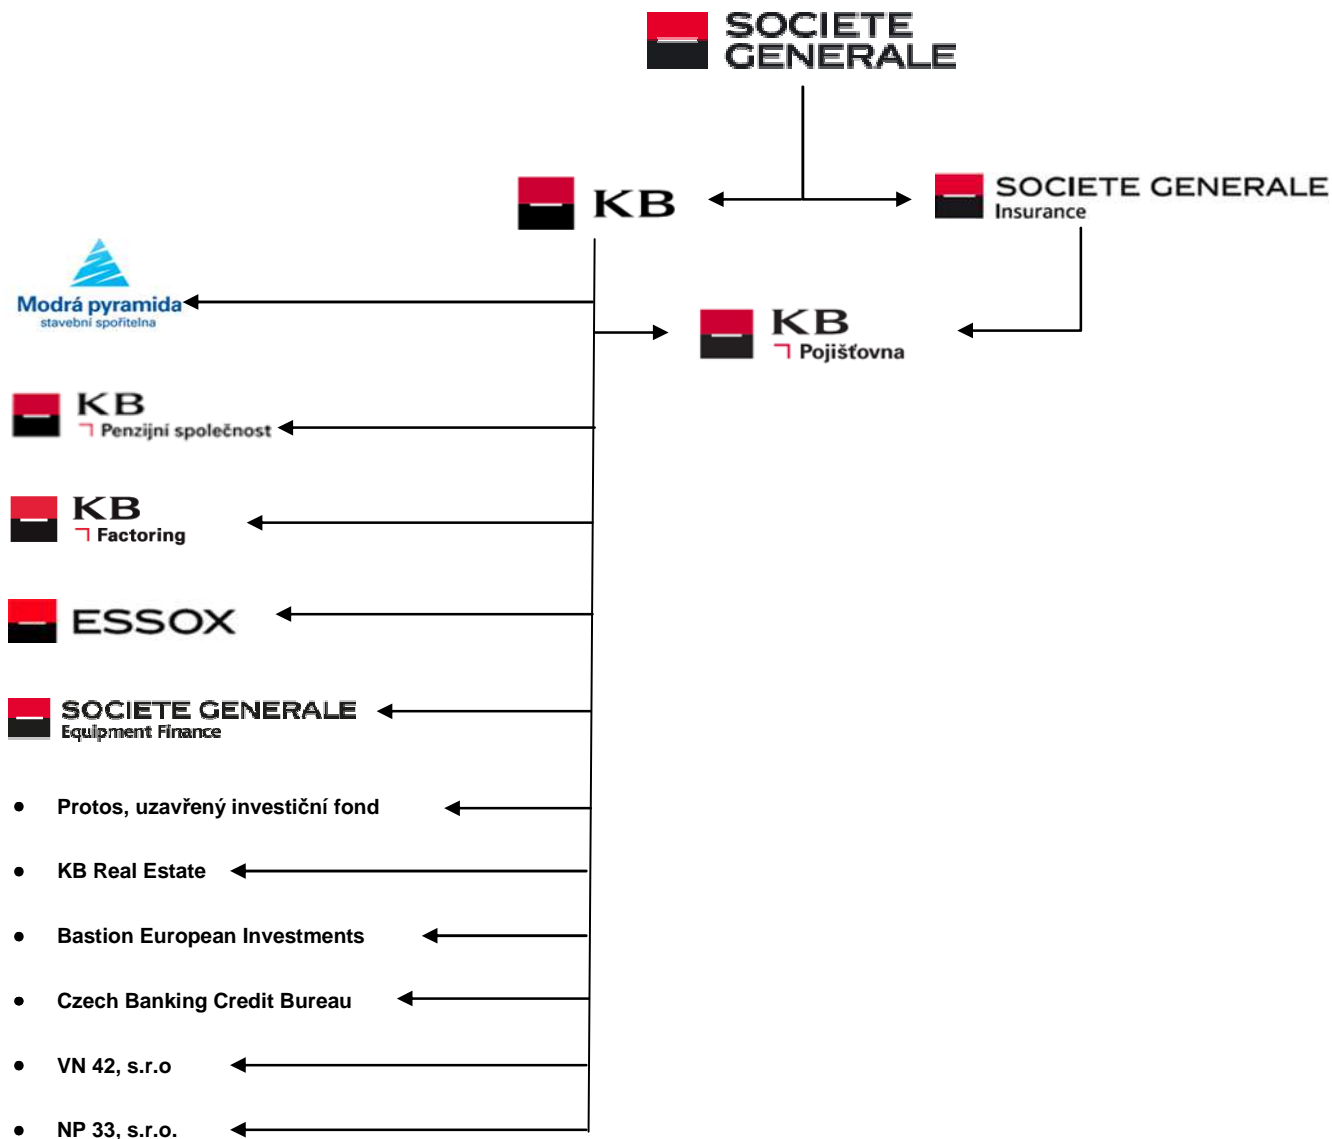 SOCIETE
GENERALE
KB
SOCIETE GENERALE
Insurance
Modrá pyramida
stavební spořitelna
KB
Pojišťovna
KB
Penzijní společnost
KB
Factoring
ESSOX
SOCIETE GENERALE
Equipment Finance
• Protos, uzavřený investiční fond
• KB Real Estate
• Bastion European Investments
• Czech Banking Credit Bureau
• VN 42, s.r.o
• NP 33, s.r.o.